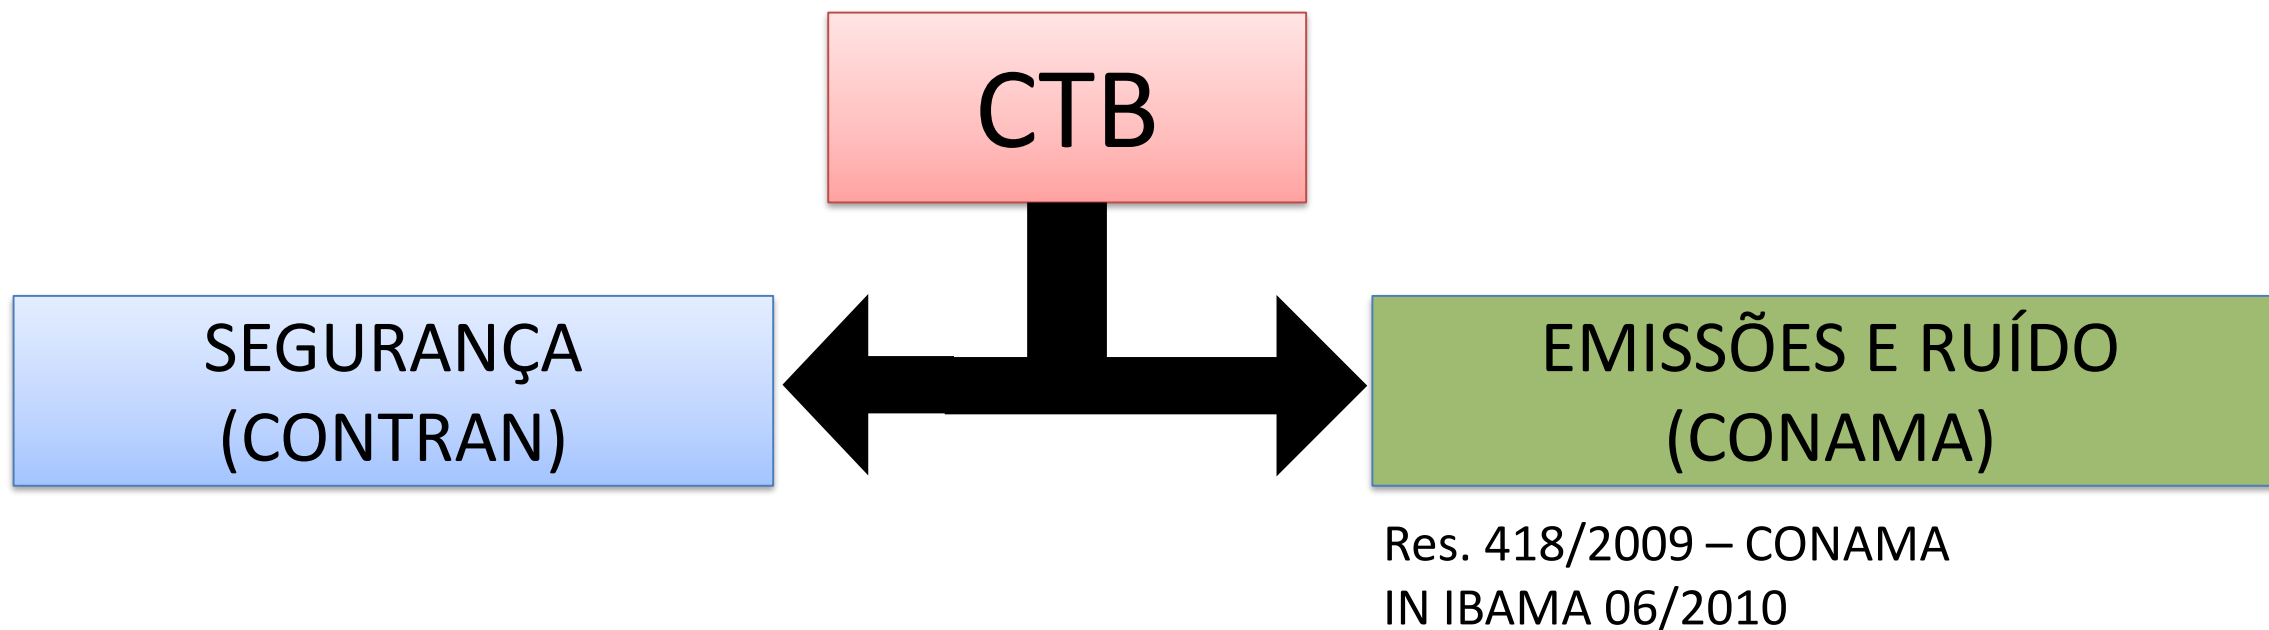 CTB
SEGURANÇA
(CONTRAN)
EMISSÕES E RUÍDO
(CONAMA)
Res. 418/2009 – CONAMA
IN IBAMA 06/2010